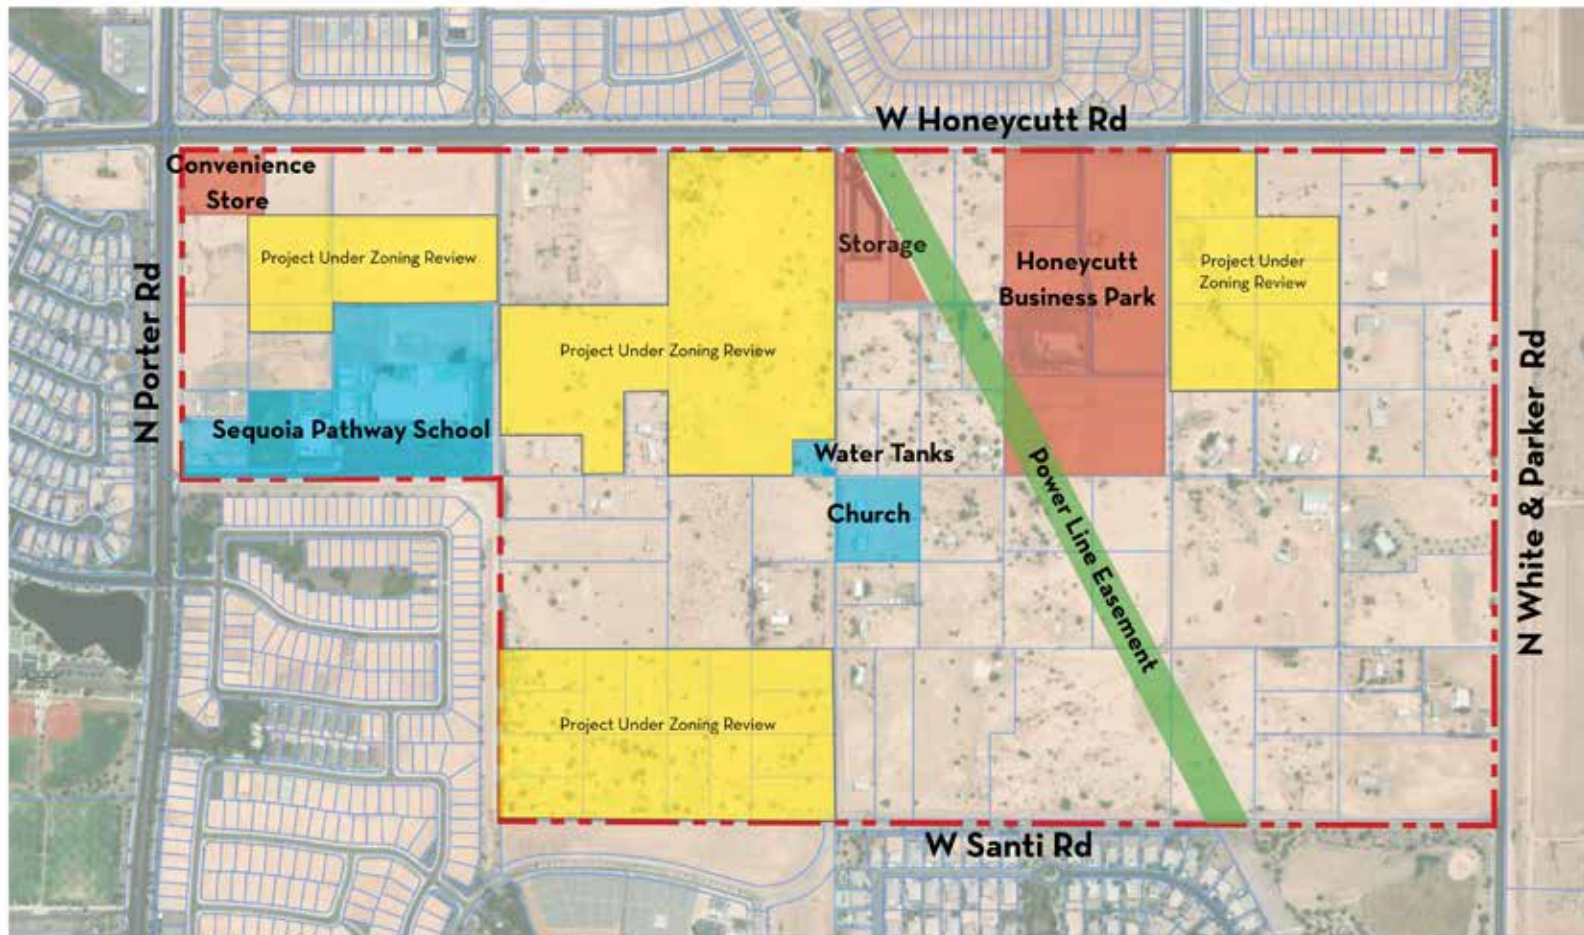 W Honeycutt Rd
Convenience
Store
Project Under Zoning Review
N Porter Rd
Sequoia Pathway School
Project Under Zoning Review
Storage
Honeycutt
Business Park
Project Under
Zoning Review
Water Tanks
Church
Power Line Easement
N White & Parker Rd
Project Under Zoning Review
W Santi Rd